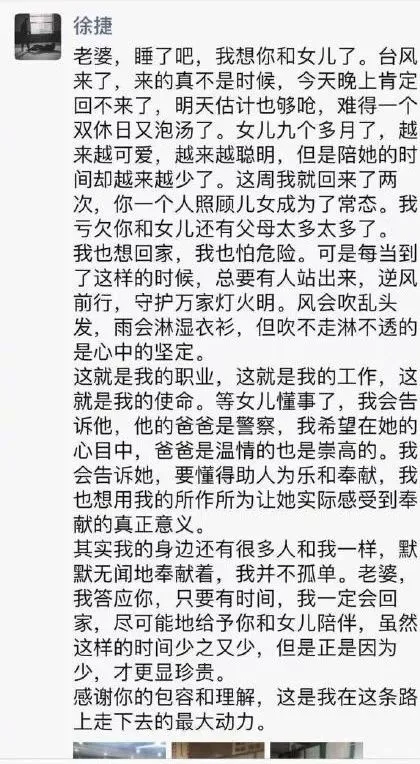 徐捷
老婆，睡了吧，我想你和女儿了。台风
来了，来的真不是时候，今天晚上肯定
回不来了，明天估计也够呛，难得一个
双休日又泡汤了。女儿九个多月了，越
来越可爱，越来越聪明，但是陪她的时
间却越来越少了。这周我就回来了两
次，你一个人照顾儿女成为了常态。我
亏欠你和女儿还有父母太多太多了。
我也想回家，我也怕危险。可是每当到
了这样的时候，总要有人站出来，逆风
前行，守护万家灯火明。风会吹乱头
发，雨会淋湿衣衫，但吹不走淋不透的
是心中的坚定。
这就是我的职业，这就是我的工作，这
就是我的使命。等女儿懂事了，我会告
诉他，他的爸爸是警察，我希望在她的
心目中，爸爸是温情的也是崇高的。我
会告诉她，要懂得助人为乐和奉献，我
也想用我的所作所为让她实际感受到奉
献的真正意义。
其实我的身边还有很多人和我一样，默
默无闻地奉献着，我并不孤单。老婆，
我答应你，只要有时间，我一定会回
家，尽可能地给予你和女儿陪伴，虽然
这样的时间少之又少，但是正是因为
少，才更显珍贵。
感谢你的包容和理解，这是我在这条路
上走下去的最大动力。